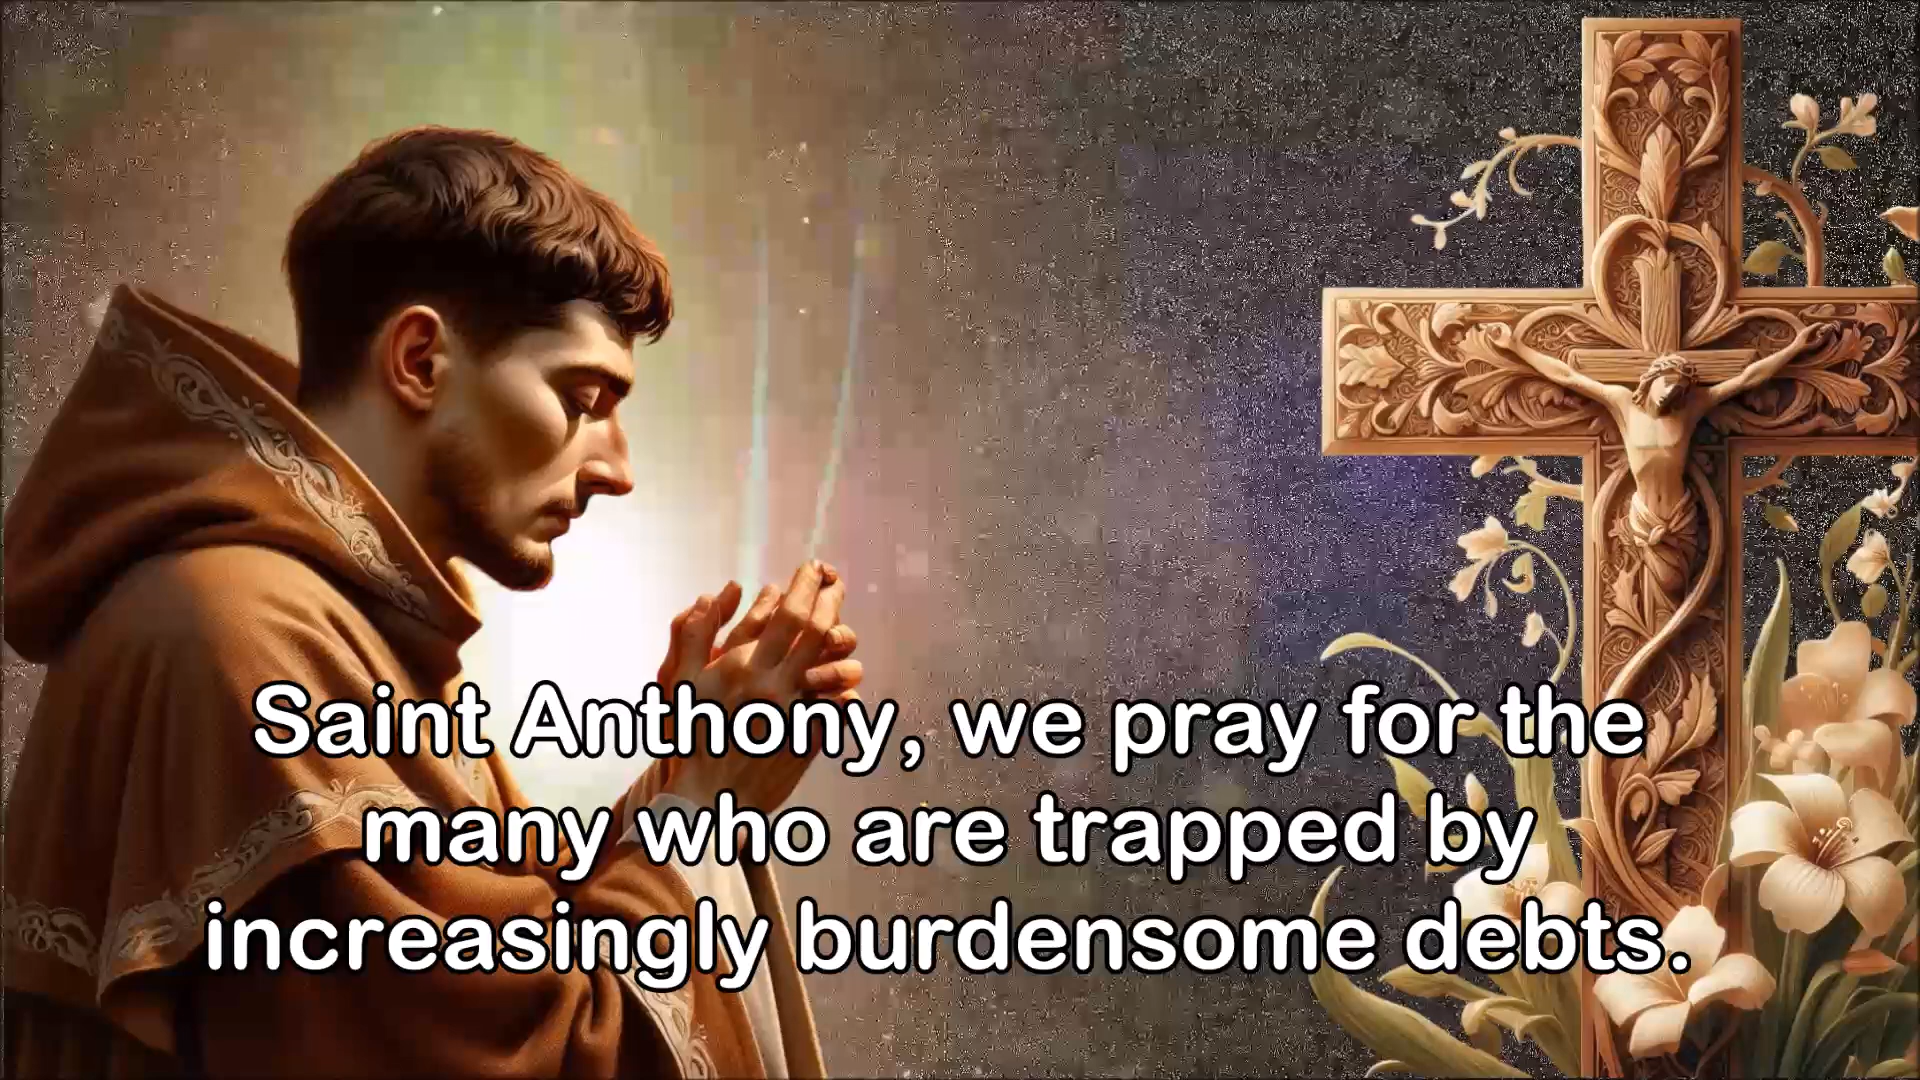 Saint Anthony, we pray for the
many who are trapped by
increasingly burdensome debts.